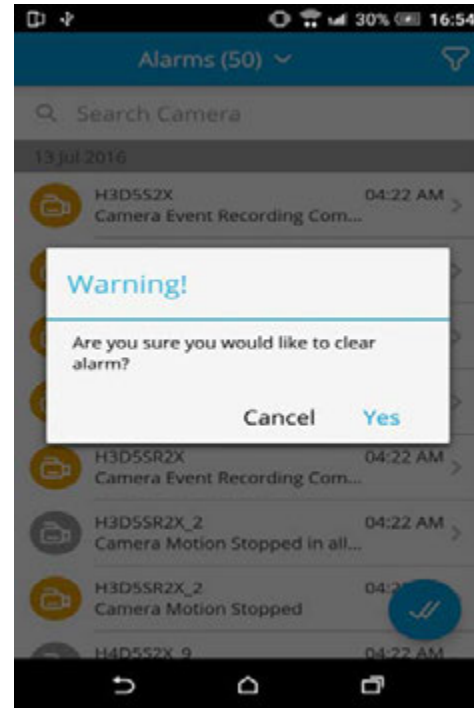 30% 16:54
Alarms (50)
Search Camera
13 Jul 2016
H3D5S2X 04:22 AM
Camera Event Recording Com...
Warning!
Are you sure you would like to clear
alarm?
Cancel Yes
H3D5SR2X 04:22 AM
Camera Event Recording Com...
H3D5SR2X_2 04:22 AM
Camera Motion Stopped in all...
H3D5SR2X_2
Camera Motion Stopped
H4D5S2X_9 04:22 AM